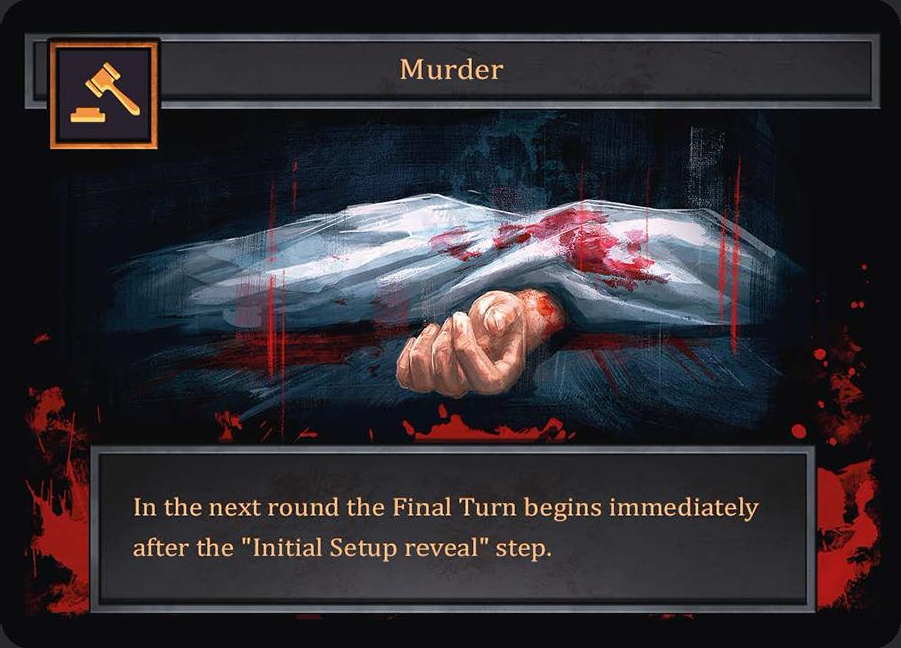 Murder
In the next round the Final Turn begins immediately
after the "Initial Setup reveal" step.